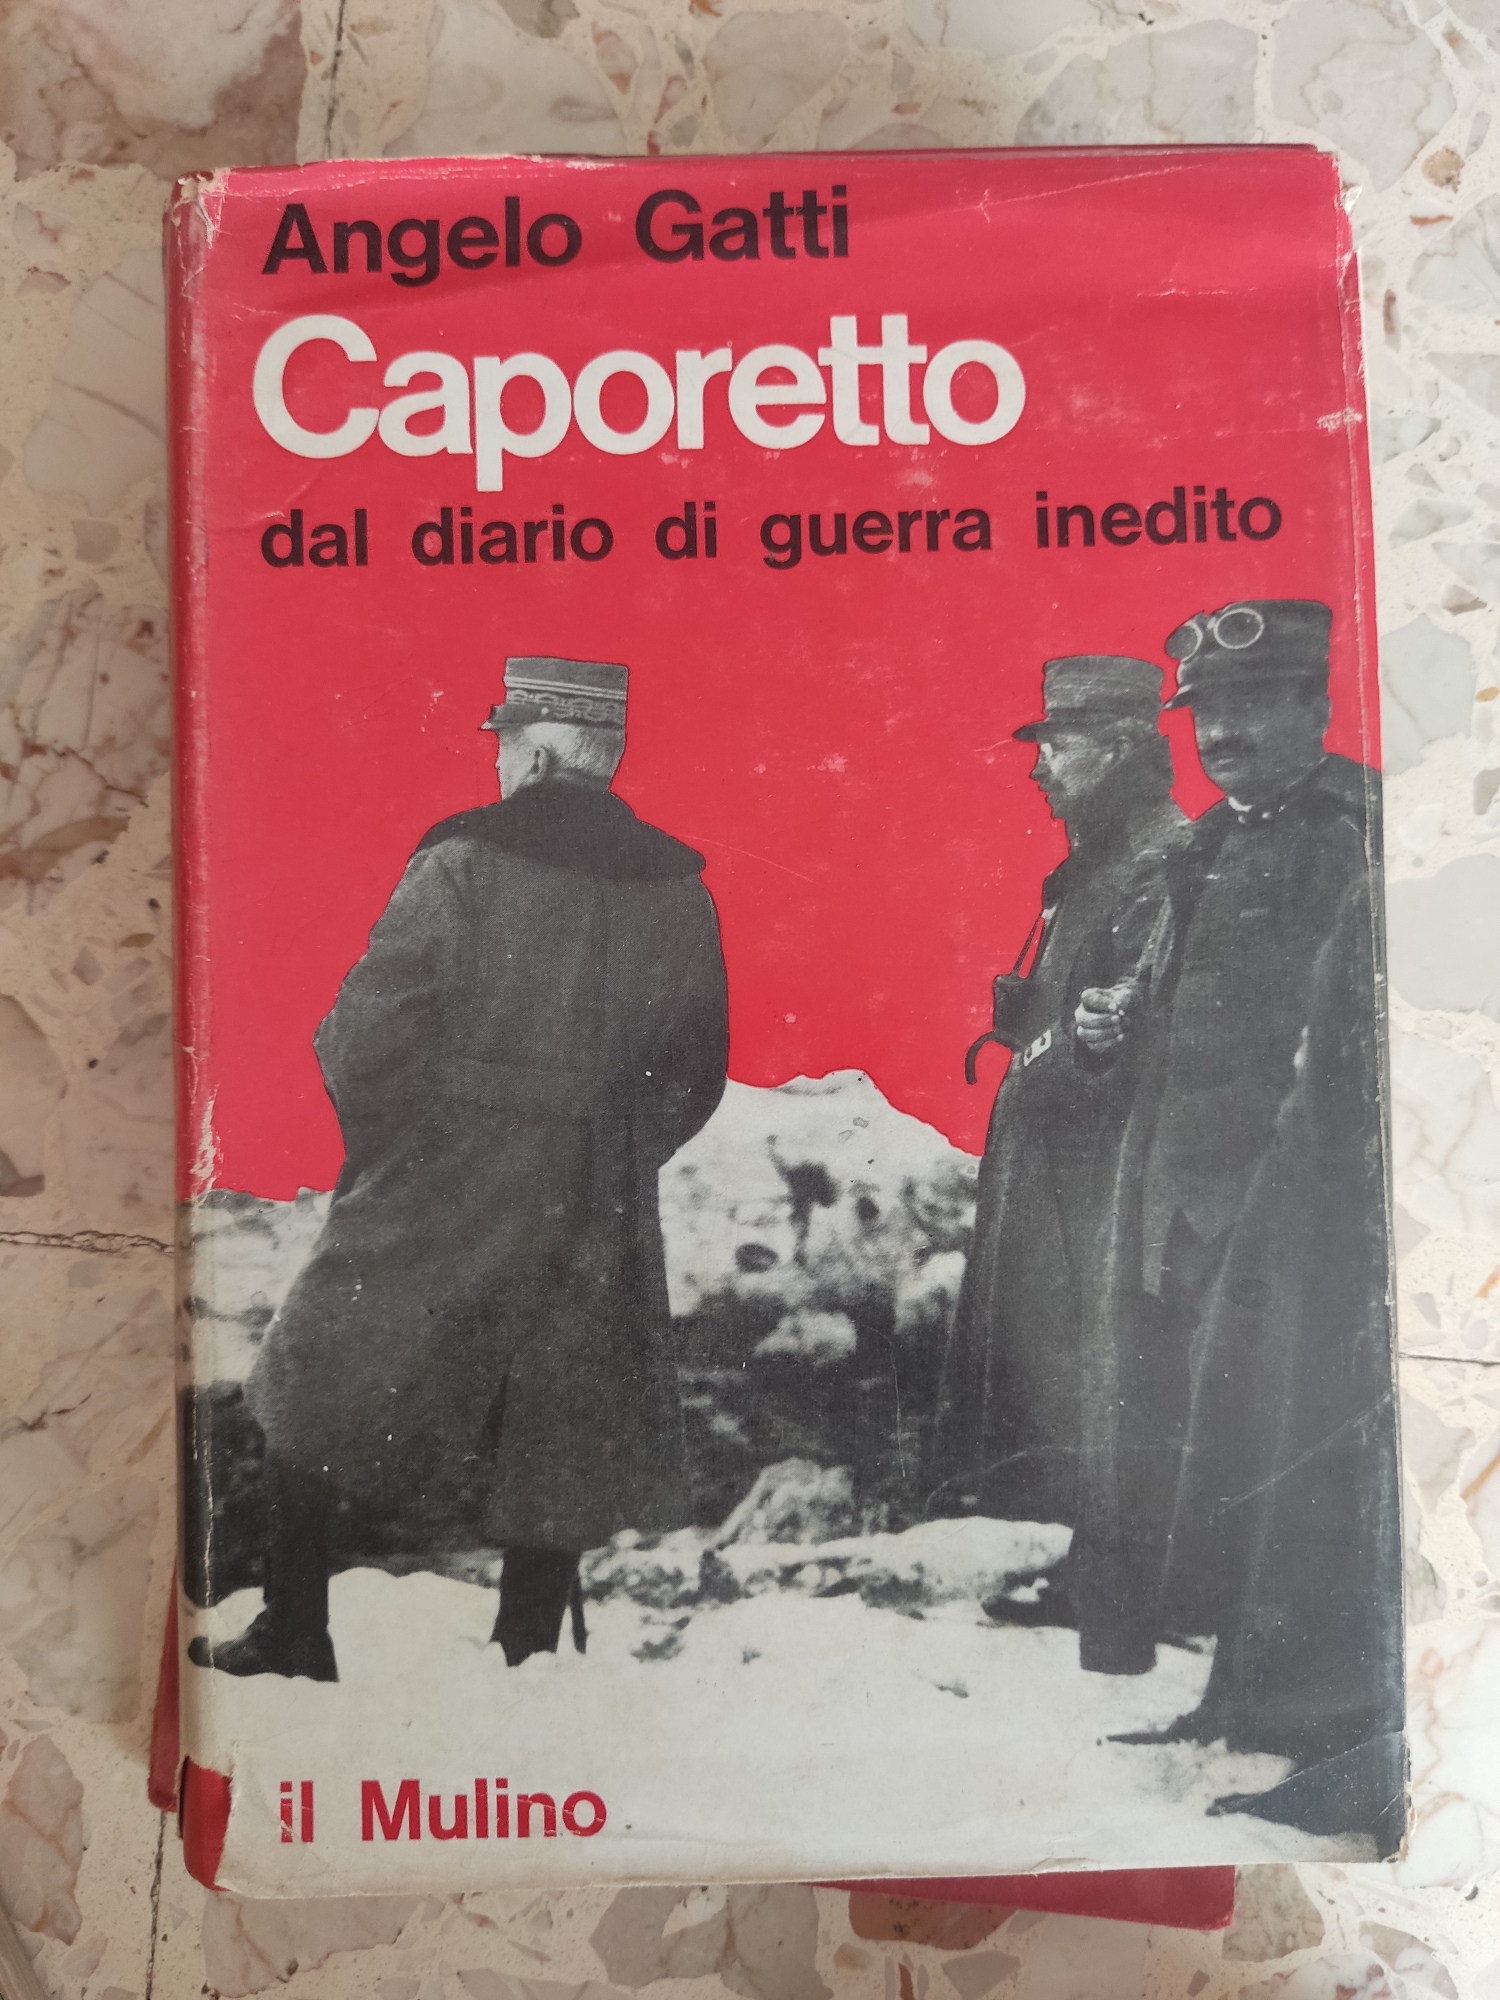 Angelo Gatti
Caporetto
dal diario di guerra inedito
il Mulino